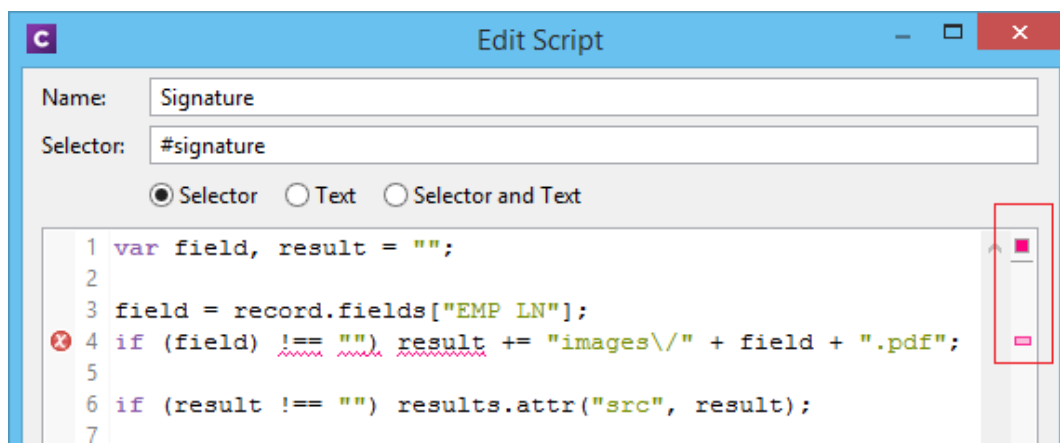 C Edit Script
Name: Signature
Selector: #signature
Selector Text Selector and Text
1 var field, result = "";
2
3 field = record.fields["EMP LN"];
4 if (field) !== "") result += "images\/" + field + ".pdf";
5
6 if (result !== "") results.attr("src", result);
7